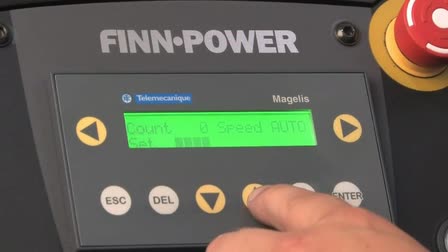 FINN-POWER
Telemecanique Magelis
Count 0 Speed AUTO
Set
ESC DEL ENTER